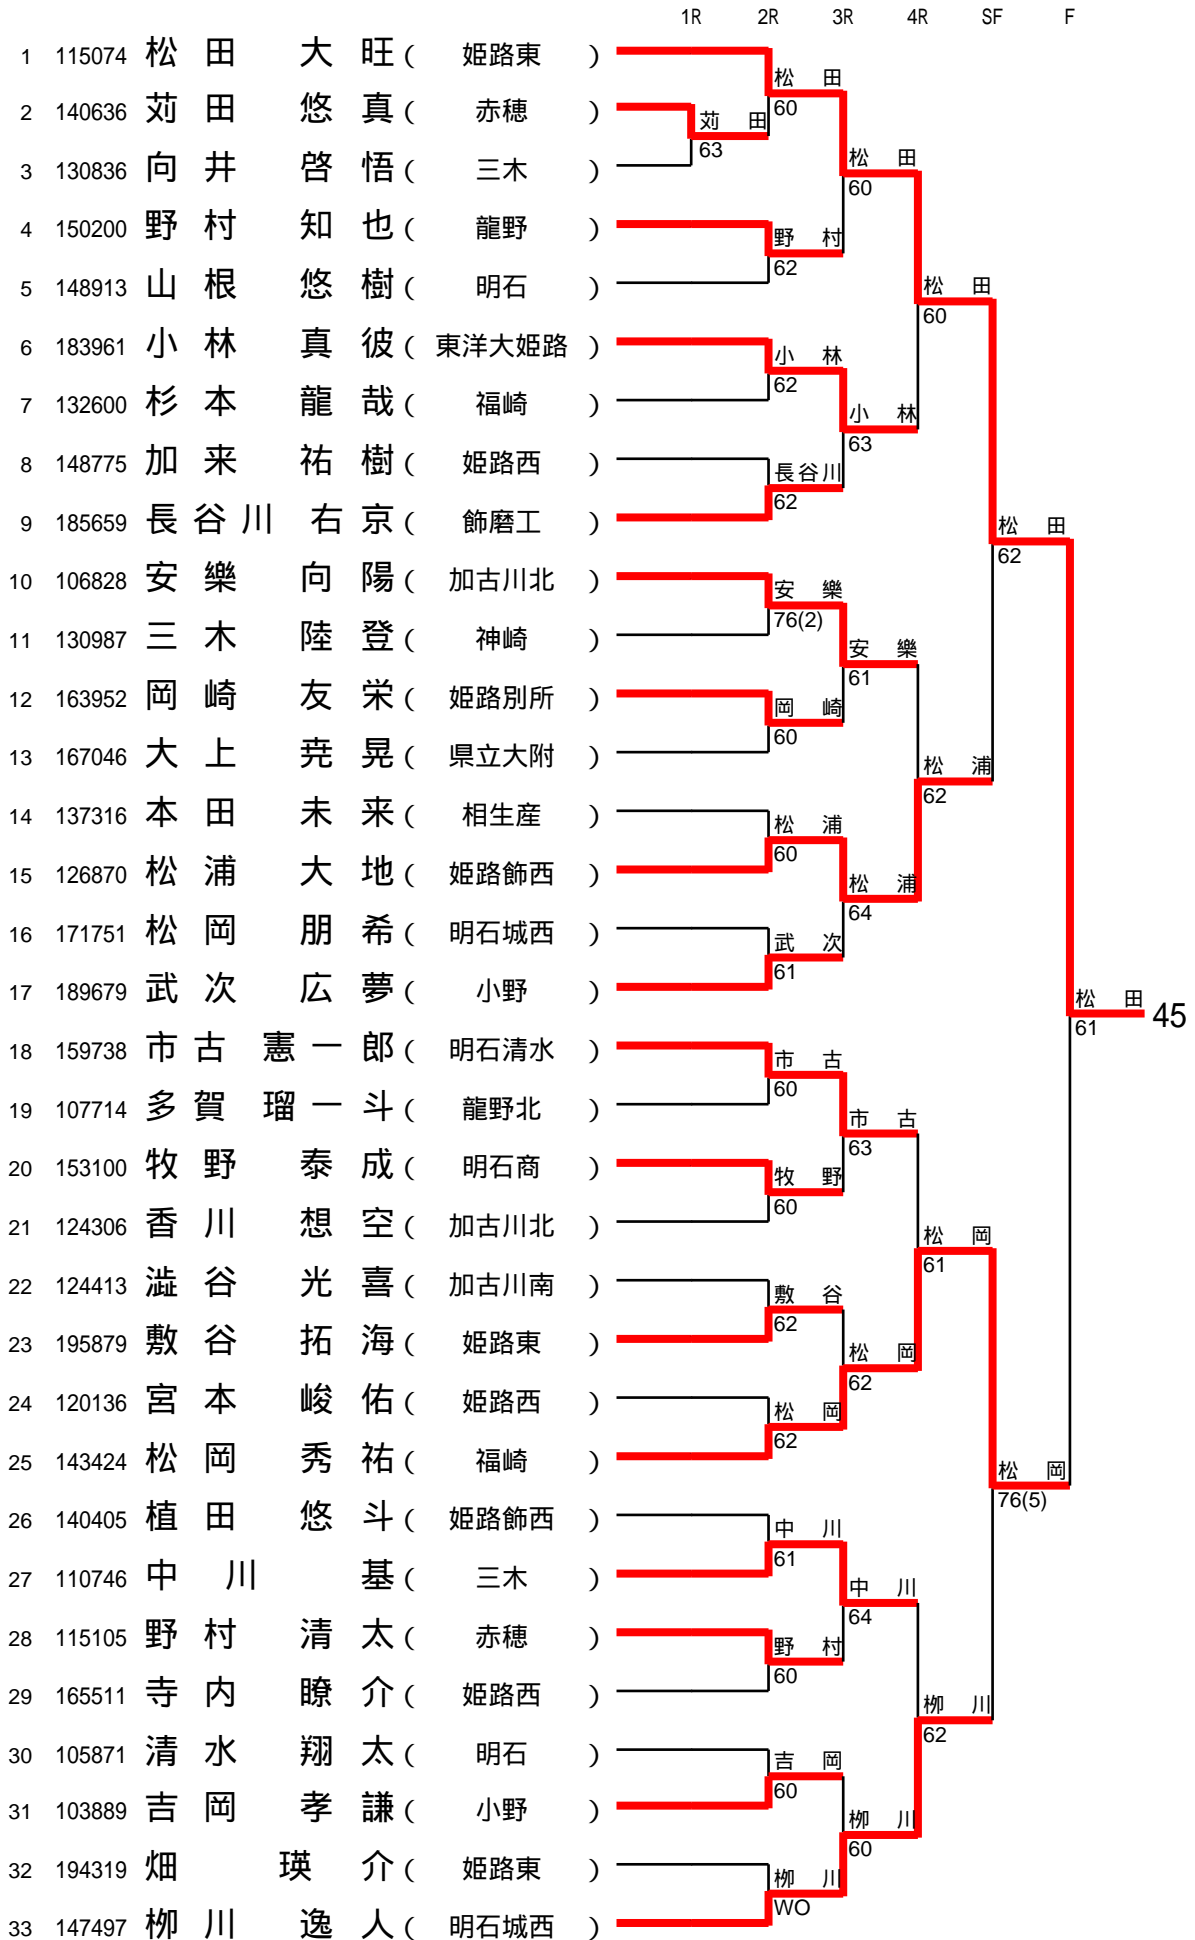 1R 2R 3R 4R SF F
1 115074 松田 大旺 ( 姫路東 )
松田
60
2 140636 苅田 悠真 ( 赤穂 )
苅田
63
3 130836 向井 啓悟 ( 三木 )
松田
60
4 150200 野村 知也 ( 龍野 )
野村
62
5 148913 山根 悠樹 ( 明石 )
松田
60
6 183961 小林 真彼 ( 東洋大姫路 )
小林
62
7 132600 杉本 龍哉 ( 福崎 )
小林
63
8 148775 加来 祐樹 ( 姫路西 )
長谷川
62
9 185659 長谷川 右京 ( 飾磨工 )
松田
62
10 106828 安樂 向陽 ( 加古川北 )
安樂
76(2)
11 130987 三木 陸登 ( 神崎 )
安樂
61
12 163952 岡崎 友栄 ( 姫路別所 )
岡崎
60
13 167046 大上 尭晃 ( 県立大附 )
松浦
62
14 137316 本田 未来 ( 相生産 )
松浦
60
15 126870 松浦 大地 ( 姫路飾西 )
松浦
64
16 171751 松岡 朋希 ( 明石城西 )
武次
61
17 189679 武次 広夢 ( 小野 )
松田
61
45
18 159738 市古 憲一郎 ( 明石清水 )
市古
60
19 107714 多賀 瑠一斗 ( 龍野北 )
市古
63
20 153100 牧野 泰成 ( 明石商 )
牧野
60
21 124306 香川 想空 ( 加古川北 )
松岡
61
22 124413 澁谷 光喜 ( 加古川南 )
敷谷
62
23 195879 敷谷 拓海 ( 姫路東 )
松岡
62
24 120136 宮本 峻佑 ( 姫路西 )
松岡
62
25 143424 松岡 秀祐 ( 福崎 )
松岡
76(5)
26 140405 植田 悠斗 ( 姫路飾西 )
中川
61
27 110746 中川 基 ( 三木 )
中川
64
28 115105 野村 清太 ( 赤穂 )
野村
60
29 165511 寺内 瞭介 ( 姫路西 )
栁川
62
30 105871 清水 翔太 ( 明石 )
吉岡
60
31 103889 吉岡 孝謙 ( 小野 )
栁川
60
32 194319 畑 瑛介 ( 姫路東 )
栁川
WO
33 147497 栁川 逸人 ( 明石城西 )